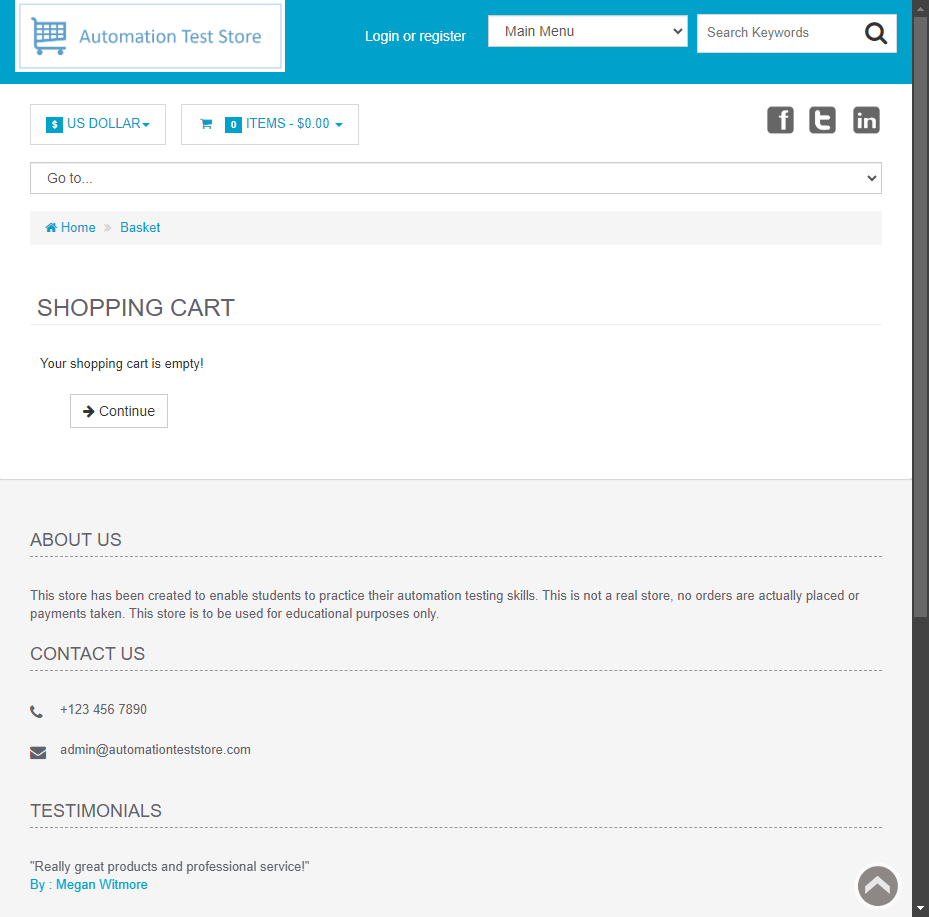 Automation Test Store
Login or register
Main Menu
Search Keywords
$ US DOLLAR
0 ITEMS - $0.00
f t in
Go to...
Home » Basket
SHOPPING CART
Your shopping cart is empty!
Continue
ABOUT US
This store has been created to enable students to practice their automation testing skills. This is not a real store, no orders are actually placed or
payments taken. This store is to be used for educational purposes only.
CONTACT US
+123 456 7890
admin@automationteststore.com
TESTIMONIALS
"Really great products and professional service!"
By : Megan Witmore